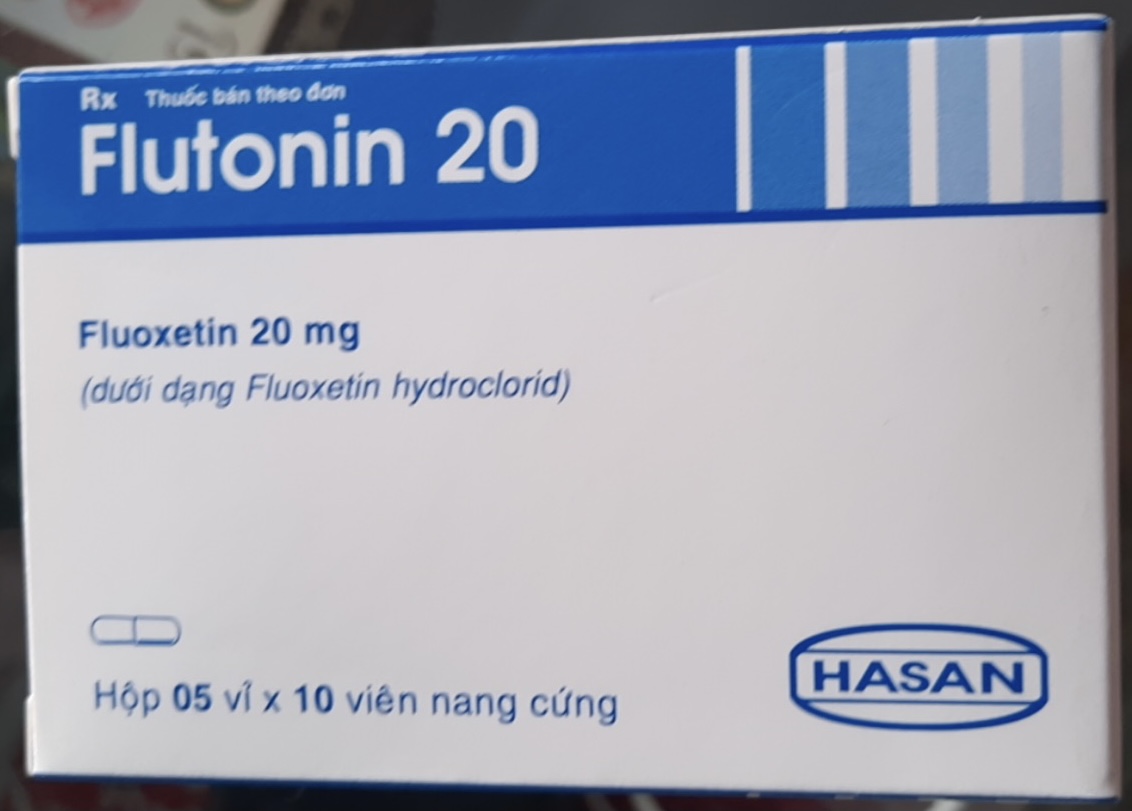 Rx Thuốc bán theo đơn
Flutonin 20
Fluoxetin 20 mg
(dưới dạng Fluoxetin hydroclorid)
Hộp 05 vỉ x 10 viên nang cứng
HASAN